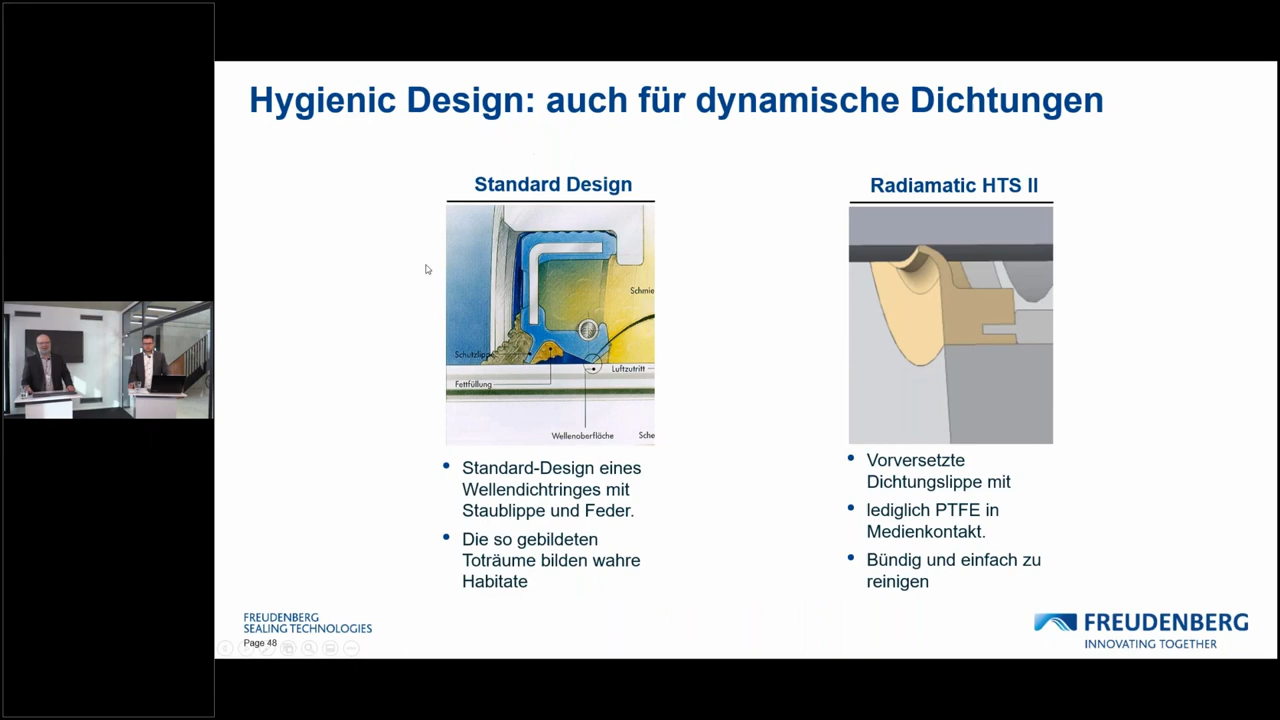 Hygienic Design: auch für dynamische Dichtungen
Standard Design
Schmie
Schutzlippe
Luftzutritt
Fettfüllung
Wellenoberfläche
Sche
• Standard-Design eines
Wellendichtringes mit
Staublippe und Feder.
• Die so gebildeten
Toträume bilden wahre
Habitate
Radiamatic HTS II
• Vorversetzte
Dichtungslippe mit
• lediglich PTFE in
Medienkontakt.
• Bündig und einfach zu
reinigen
FREUDENBERG
SEALING TECHNOLOGIES
Page 48
FREUDENBERG
INNOVATING TOGETHER